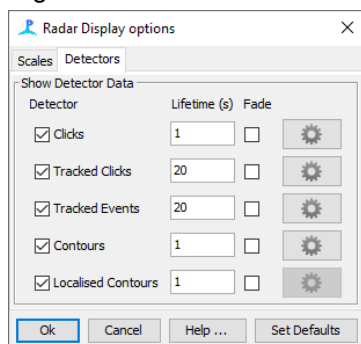 Radar Display options
Scales Detectors
Show Detector Data
Detector Lifetime (s) Fade
Clicks 1
Tracked Clicks 20
Tracked Events 20
Contours 1
Localised Contours 1
Ok Cancel Help ... Set Defaults